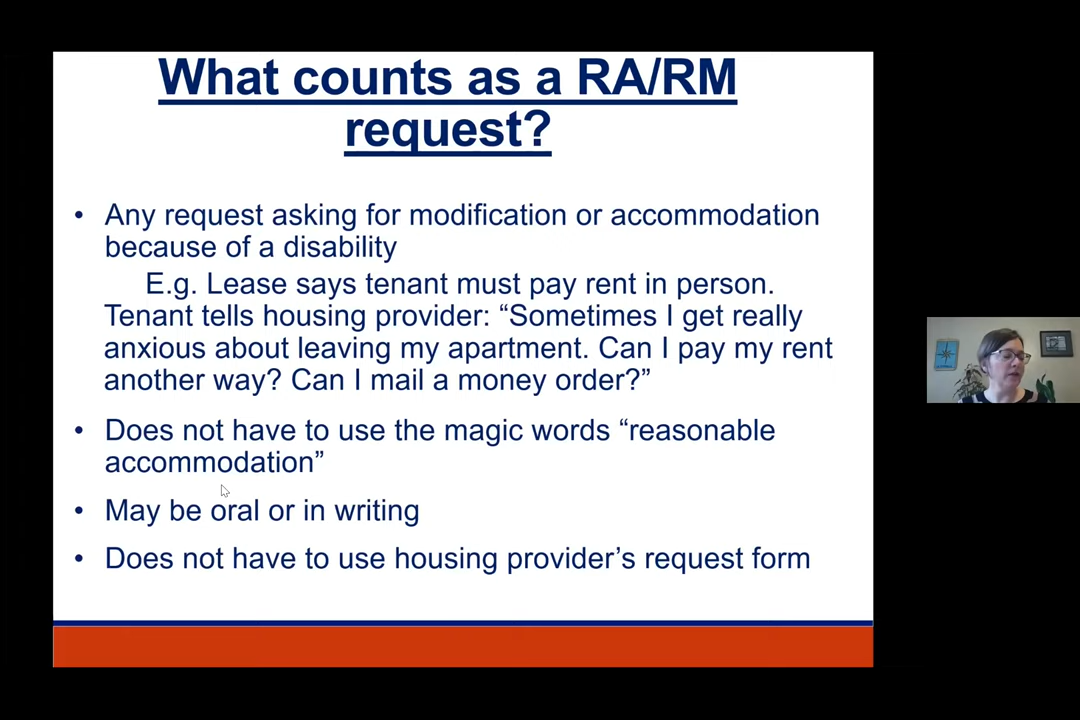 What counts as a RA/RM
request?
• Any request asking for modification or accommodation
because of a disability
E.g. Lease says tenant must pay rent in person.
Tenant tells housing provider: “Sometimes I get really
anxious about leaving my apartment. Can I pay my rent
another way? Can I mail a money order?”
• Does not have to use the magic words “reasonable
accommodation”
• May be oral or in writing
• Does not have to use housing provider’s request form